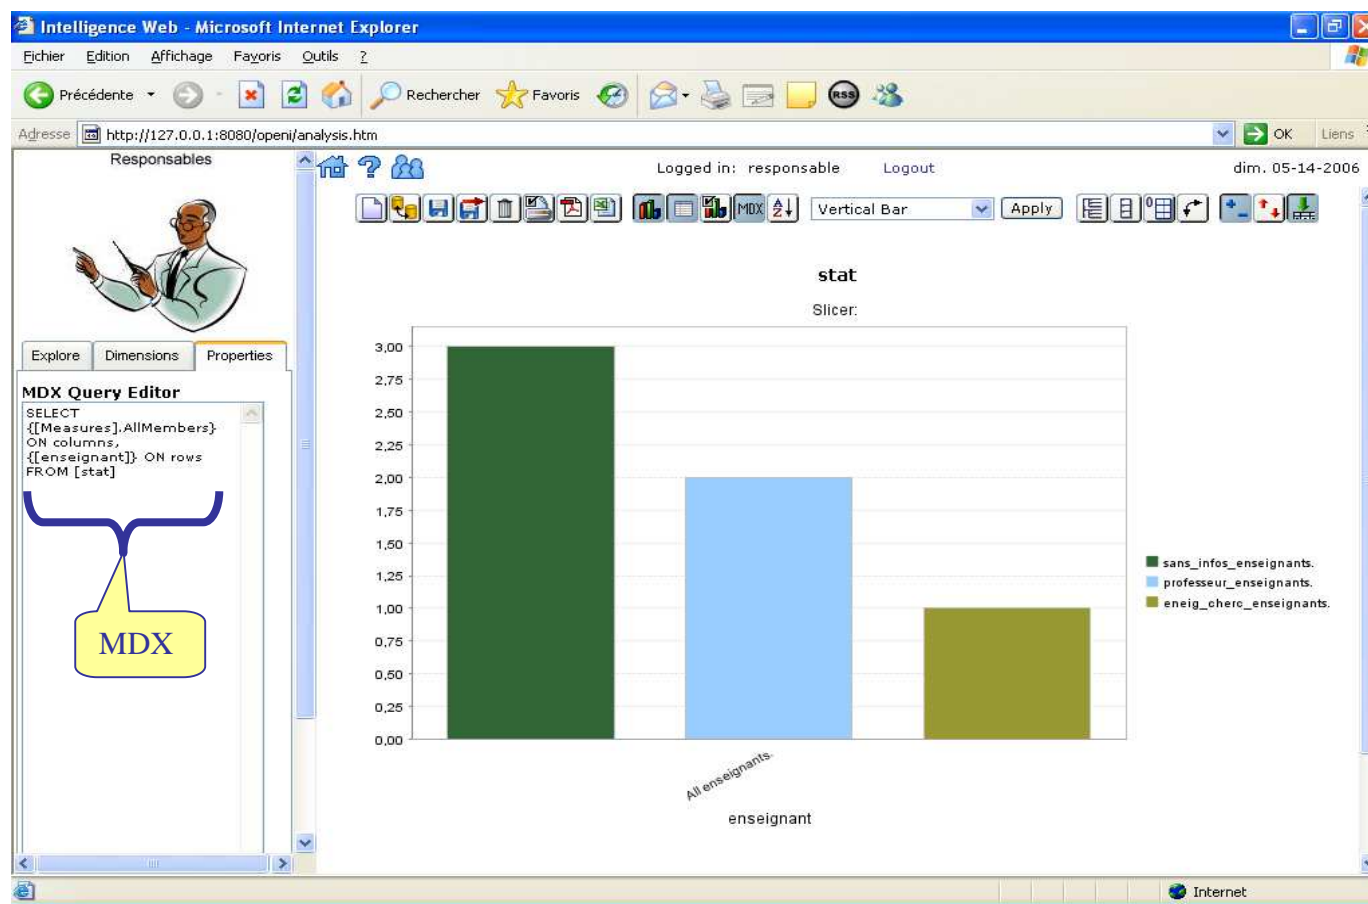 Intelligence Web - Microsoft Internet Explorer
Fichier Edition Affichage Favoris Outils ?
Précédente Rechercher Favoris RSS
Adresse http://127.0.0.1:8080/openi/analysis.htm OK Liens
Responsables
Logged in: responsable Logout dim. 05-14-2006
MDX Vertical Bar Apply
Explore Dimensions Properties
MDX Query Editor
SELECT
{[Measures].AllMembers}
ON columns,
{[enseignant]} ON rows
FROM [stat]
MDX
stat
Slicer:
3,00
2,75
2,50
2,25
2,00
1,75
1,50
1,25
1,00
0,75
0,50
0,25
0,00
All enseignants.
enseignant
sans_infos_enseignants.
professeur_enseignants.
eneig_cherc_enseignants.
Internet